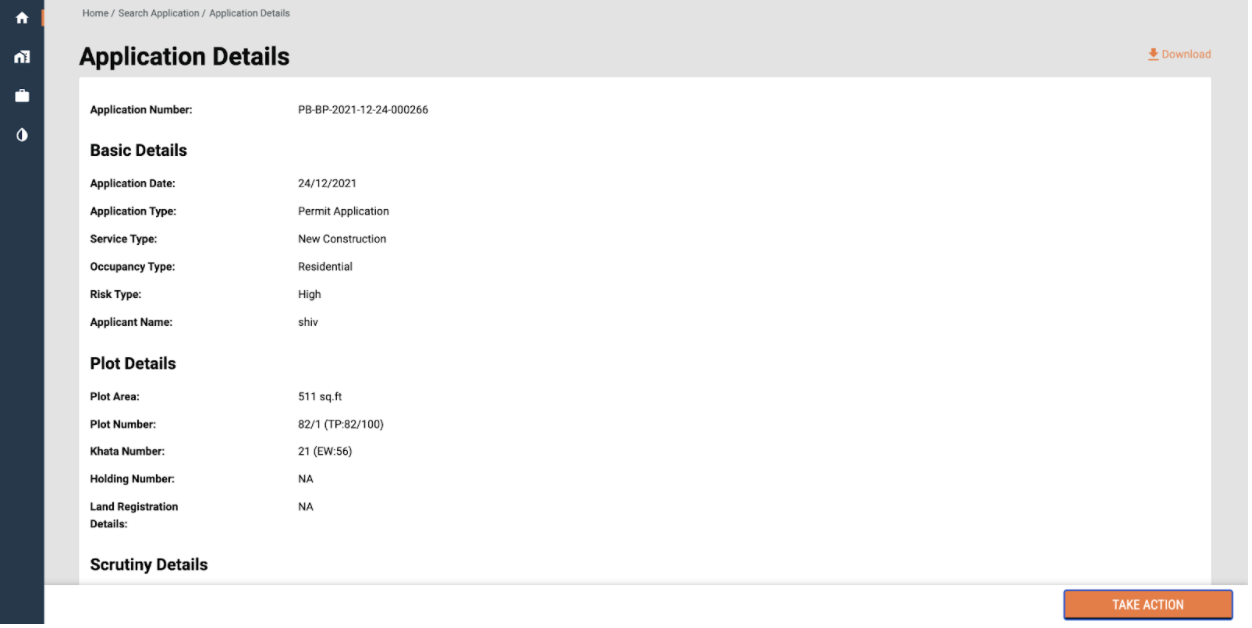 Home / Search Application / Application Details
Application Details
Download
Application Number: PB-BP-2021-12-24-000266
Basic Details
Application Date: 24/12/2021
Application Type: Permit Application
Service Type: New Construction
Occupancy Type: Residential
Risk Type: High
Applicant Name: shiv
Plot Details
Plot Area: 511 sq.ft
Plot Number: 82/1 (TP:82/100)
Khata Number: 21 (EW:56)
Holding Number: NA
Land Registration NA
Details:
Scrutiny Details
TAKE ACTION